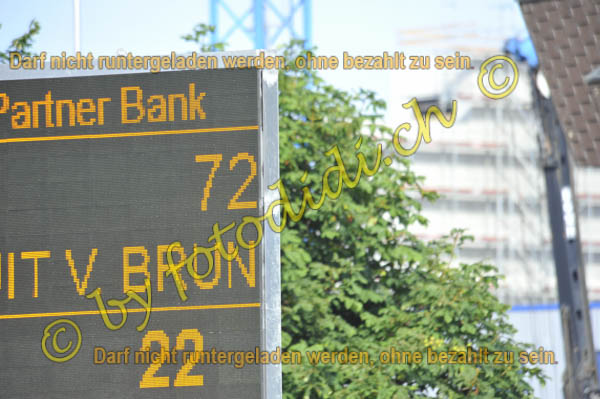 Darf nicht runtergeladen werden, ohne bezahlt zu sein.
Partner Bank
72
UIT V. BRUN
© by fotodidi.ch ©
22
Darf nicht runtergeladen werden, ohne bezahlt zu sein.